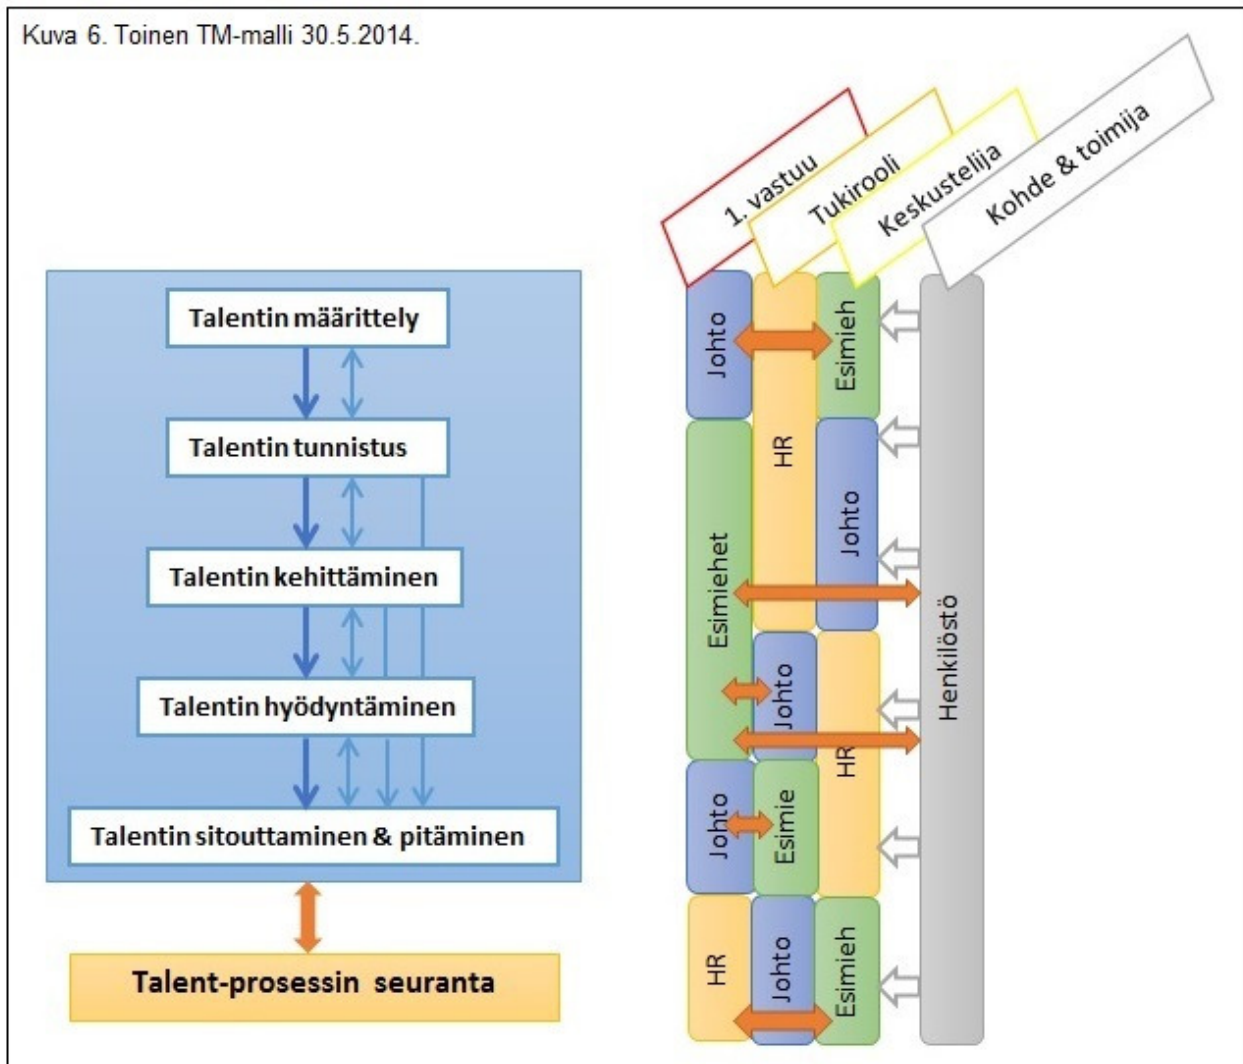 Kuva 6. Toinen TM-malli 30.5.2014.
1. vastuu
Tukirooli
Keskustelija
Kohde & toimija
Talentin määrittely
Talentin tunnistus
Talentin kehittäminen
Talentin hyödyntäminen
Talentin sitouttaminen & pitäminen
Talent-prosessin seuranta
Johto
Esimiehet
Johto
HR
HR
Johto
Esimie
Johto
Esimieh
Johto
HR
Esimieh
Henkilöstö